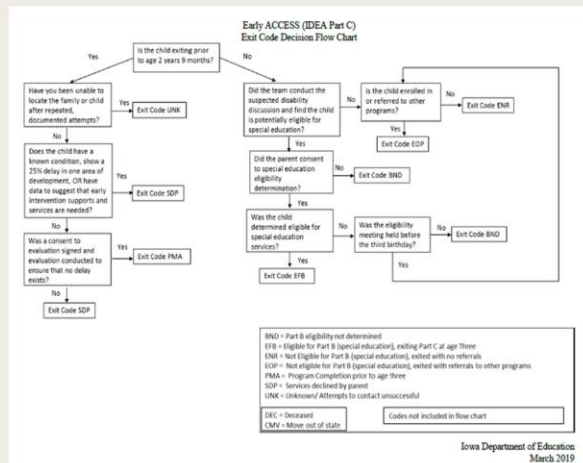 Early ACCESS (IDEA Part C)
Exit Code Decision Flow Chart
Is the child exiting prior
to age 2 years 9 months?
Yes
No
Have you been unable to
locate the family or child
after repeated,
documented attempts?
Yes
Exit Code UNK
No
Does the child have a
known condition, show a
25% delay in one area of
development, OR have
data to suggest that early
intervention supports and
services are needed?
Yes
Exit Code SDP
No
Was a consent to
evaluation signed and
evaluation conducted to
ensure that no delay
exists?
Yes
Exit Code PMA
No
Exit Code SDP
Did the team conduct the
suspected disability
discussion and find the child
is potentially eligible for
special education?
No
Is the child enrolled in
or referred to other
programs?
No
Exit Code ENR
Yes
Exit Code EOP
Yes
Did the parent consent
to special education
eligibility
determination?
No
Exit Code BND
Yes
Was the child
determined eligible for
special education
services?
No
Was the eligibility
meeting held before
the third birthday?
No
Exit Code BND
Yes
Yes
Exit Code EFB
BND = Part B eligibility not determined
EFB = Eligible for Part B (special education), exiting Part C at age Three
ENR = Not Eligible for Part B (special education), exited with no referrals
EOP = Not eligible for Part B (special education), exited with referrals to other programs
PMA = Program Completion prior to age three
SDP = Services declined by parent
UNK = Unknown/ Attempts to contact unsuccessful
DEC = Deceased
CMV = Move out of state
Codes not included in flow chart
Iowa Department of Education
March 2019